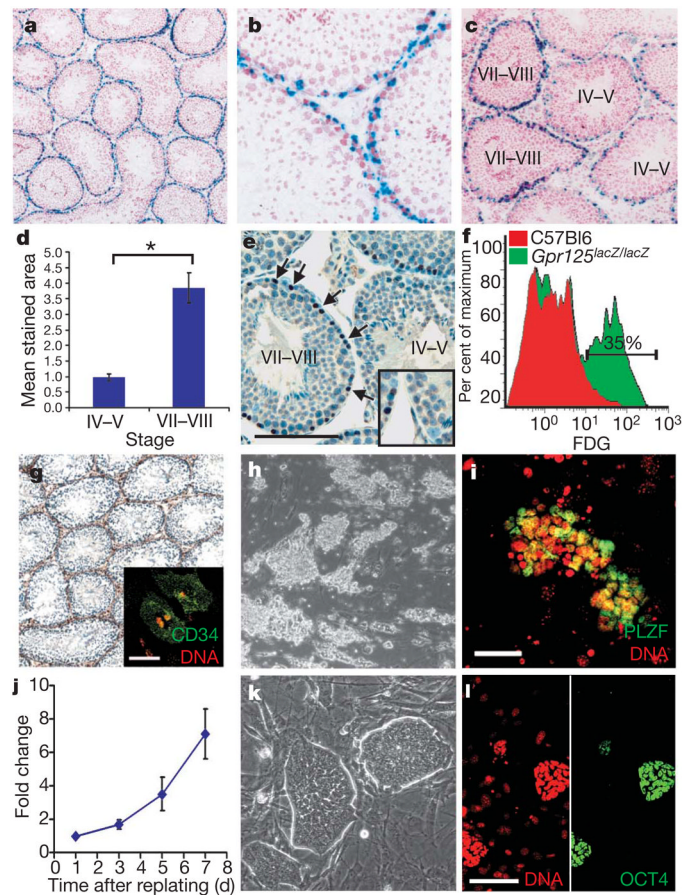 a
b
c
VII–VIII
IV–V
VII–VIII
IV–V
d
*
Mean stained area
5.0
4.5
4.0
3.5
3.0
2.5
2.0
1.5
1.0
0.5
0.0
IV–V
VII–VIII
Stage
e
VII–VIII
IV–V
f
C57Bl6
Gpr125lacZ/lacZ
Per cent of maximum
100
80
60
40
20
35%
10⁰ 10¹ 10² 10³
FDG
g
CD34
DNA
h
i
PLZF
DNA
j
Fold change
10
8
6
4
2
0
0 1 2 3 4 5 6 7 8
Time after replating (d)
k
l
DNA
OCT4